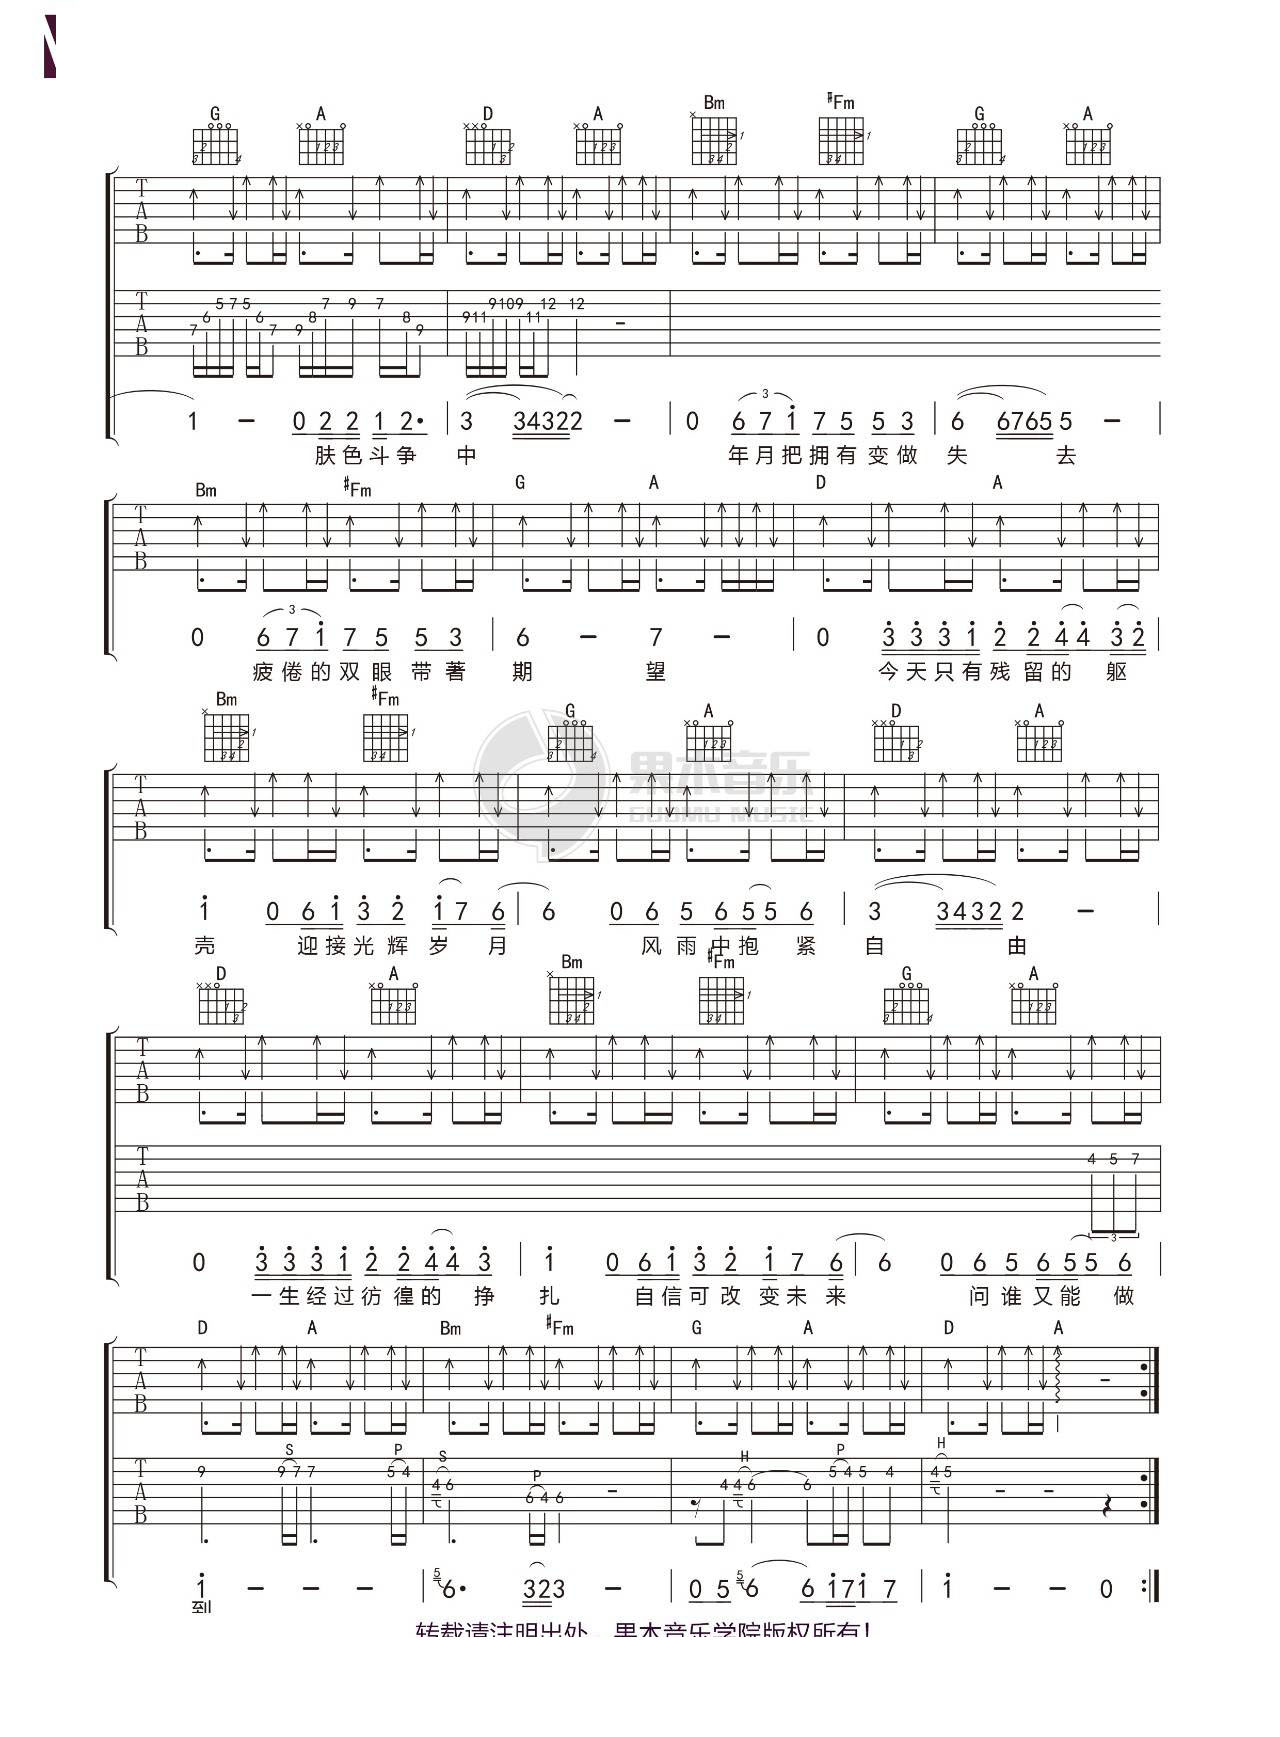 G A D A Bm #Fm G A
1 – 0 2 2 1 2· | 3 34322 – | 0 6 7 1 7 5 5 3 | 6 6765 5 –
肤色斗争 中 年月把拥有变做 失 去
Bm #Fm G A D A
0 6 7 1 7 5 5 3 | 6 – 7 – | 0 3 3 3 1 2 2 4 4 3 2
疲倦的双眼带著 期 望 今天只有残留的 躯
Bm #Fm G A D A
果木音乐
GUOMU MUSIC
1 0 6 1 3 2 1 7 6 | 6 0 6 5 6 5 5 6 | 3 3432 2 –
壳 迎接光辉岁 月 风雨中抱 紧 自 由
D A Bm #Fm G A
4 5 7
0 3 3 3 1 2 2 4 4 3 | 1 0 6 1 3 2 1 7 6 | 6 0 6 5 6 5 5 6
一生经过彷徨的 挣 扎 自信可改 变未来 问谁又能 做
D A Bm #Fm G A D A
S P S P H P H
9 9 7 7 5 4 4 6 6 4 6 – 4 4 6 6 5 4 5 4 4 5 – –
1 – – – | 5 6· 323 – | 0 5 5 6 6 1 7 1 7 | 1 – – 0
到
转载请注明出处，果木音乐学院版权所有!